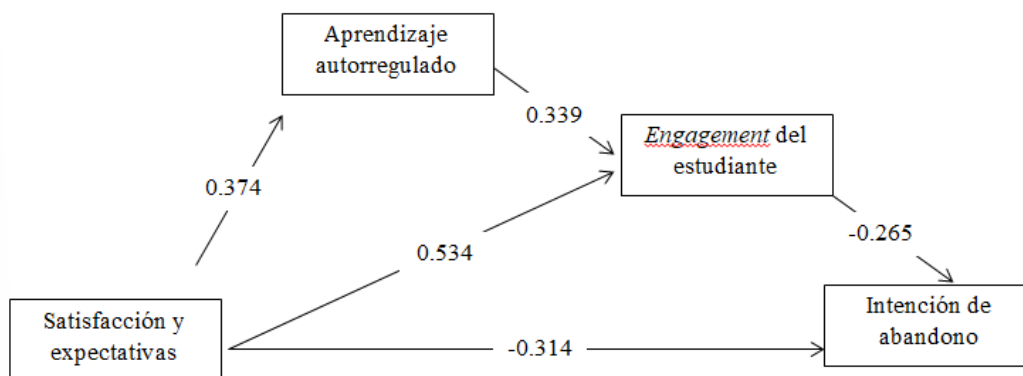 Aprendizaje
autorregulado
0.339
Engagement del
estudiante
0.374
-0.265
0.534
Satisfacción y
expectativas
Intención de
abandono
-0.314